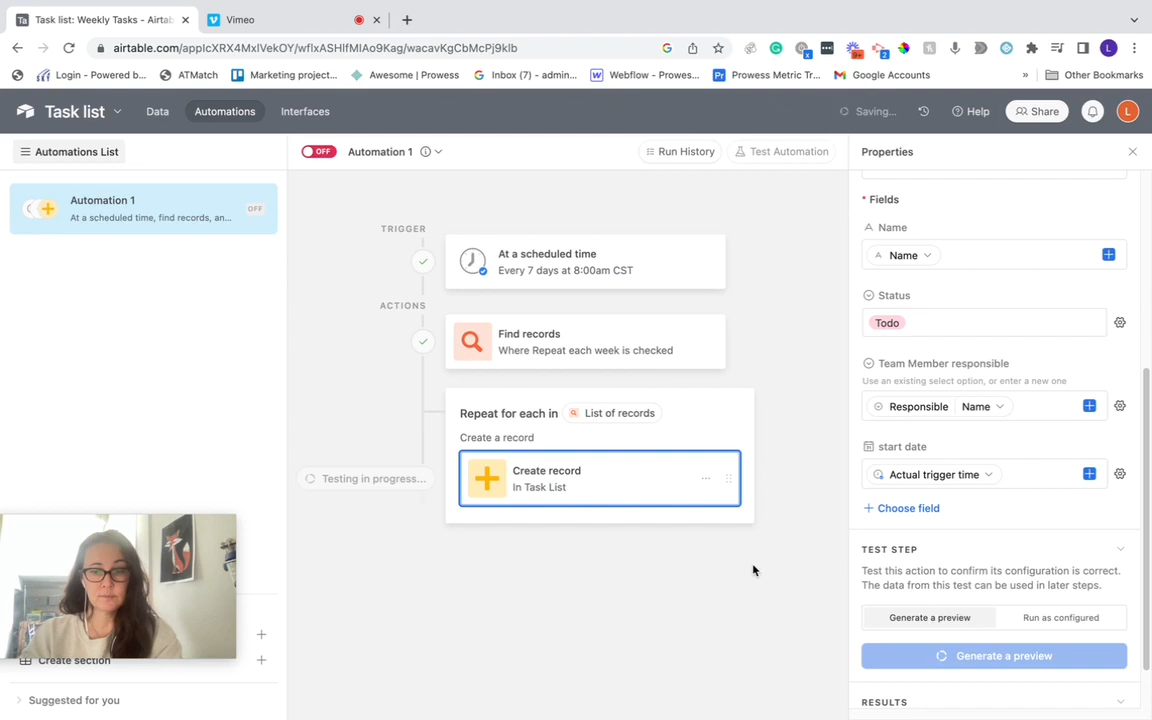 Task list: Weekly Tasks - Airtab
Vimeo
airtable.com/appIcXRX4MxlVekOY/wflxASHlfMIAo9Kag/wacavKgCbMcPj9klb
Login - Powered b...
ATMatch
Marketing project...
Awesome | Prowess
Inbox (7) - admin...
Webflow - Prowes...
Prowess Metric Tr...
Google Accounts
Other Bookmarks
Task list
Data
Automations
Interfaces
Saving...
Help
Share
L
Automations List
OFF
Automation 1
Run History
Test Automation
Properties
Automation 1
At a scheduled time, find records, an...
OFF
TRIGGER
At a scheduled time
Every 7 days at 8:00am CST
ACTIONS
Find records
Where Repeat each week is checked
Repeat for each in
List of records
Create a record
Testing in progress...
Create record
In Task List
* Fields
A Name
A Name
Status
Todo
Team Member responsible
Use an existing select option, or enter a new one
Responsible
Name
start date
Actual trigger time
+ Choose field
TEST STEP
Test this action to confirm its configuration is correct.
The data from this test can be used in later steps.
Generate a preview
Run as configured
Generate a preview
RESULTS
Create section
Suggested for you